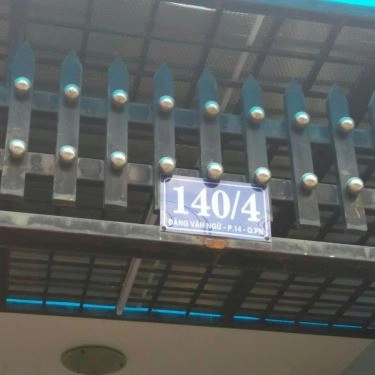 140/4
ĐẶNG VĂN NGỮ - P.14 - Q.PN